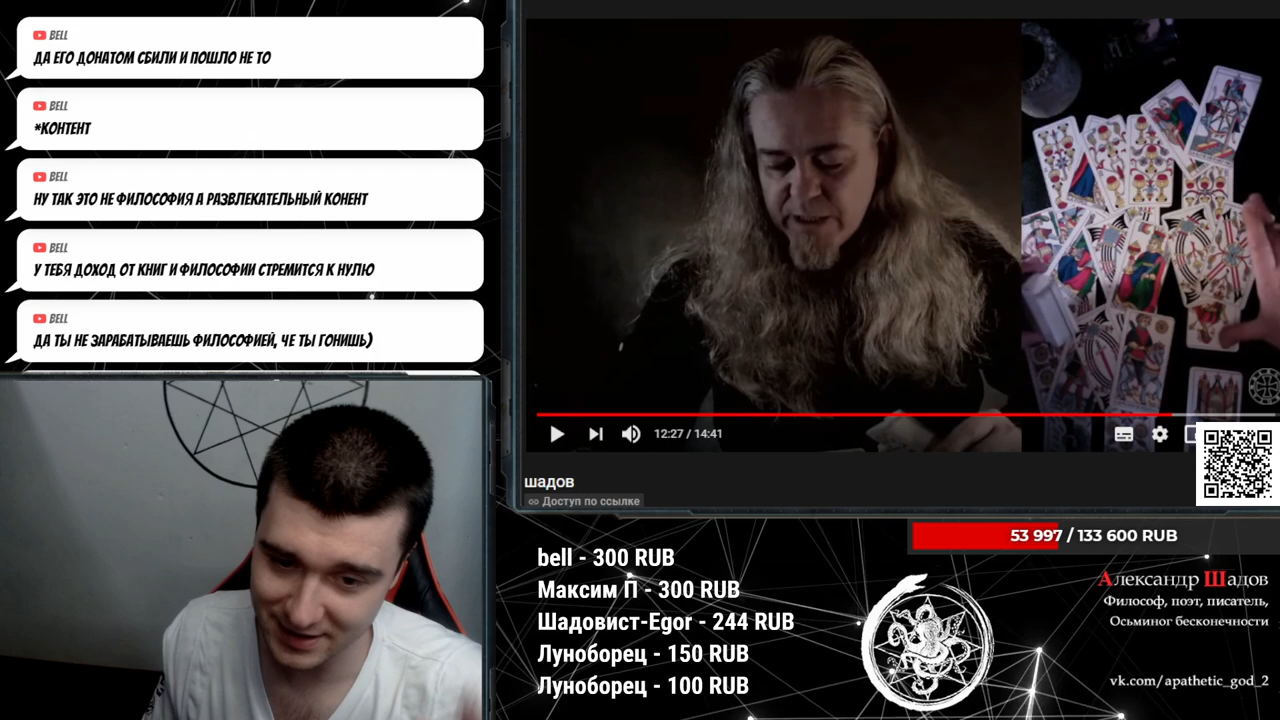 BELL
ДА ЕГО ДОНАТОМ СБИЛИ И ПОШЛО НЕ ТО
BELL
*КОНТЕНТ
BELL
НУ ТАК ЭТО НЕ ФИЛОСОФИЯ А РАЗВЛЕКАТЕЛЬНЫЙ КОНЕНТ
BELL
У ТЕБЯ ДОХОД ОТ КНИГ И ФИЛОСОФИИ СТРЕМИТСЯ К НУЛЮ
BELL
ДА ТЫ НЕ ЗАРАБАТЫВАЕШЬ ФИЛОСОФИЕЙ, ЧЕ ТЫ ГОНИШЬ)
12:27 / 14:41
шадов
Доступ по ссылке
53 997 / 133 600 RUB
bell - 300 RUB
Максим П - 300 RUB
Шадовист-Egor - 244 RUB
Луноборец - 150 RUB
Луноборец - 100 RUB
Александр Шадов
Философ, поэт, писатель,
Осьминог бесконечности
vk.com/apathetic_god_2